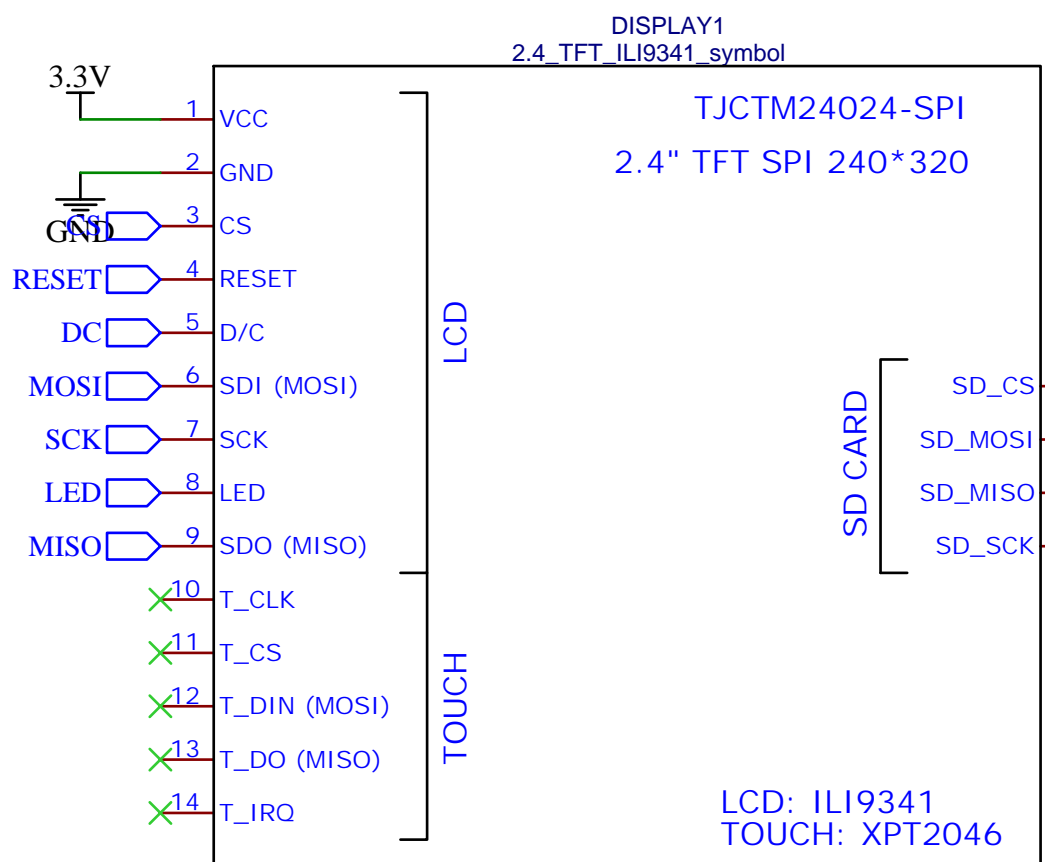 DISPLAY1
2.4_TFT_ILI9341_symbol
3.3V
1 VCC
TJCTM24024-SPI
2.4" TFT SPI 240*320
2 GND
GND
CS 3 CS
RESET 4 RESET
DC 5 D/C
MOSI 6 SDI (MOSI)
SCK 7 SCK
LED 8 LED
MISO 9 SDO (MISO)
LCD
10 T_CLK
11 T_CS
12 T_DIN (MOSI)
13 T_DO (MISO)
14 T_IRQ
TOUCH
SD CARD
SD_CS
SD_MOSI
SD_MISO
SD_SCK
LCD: ILI9341
TOUCH: XPT2046